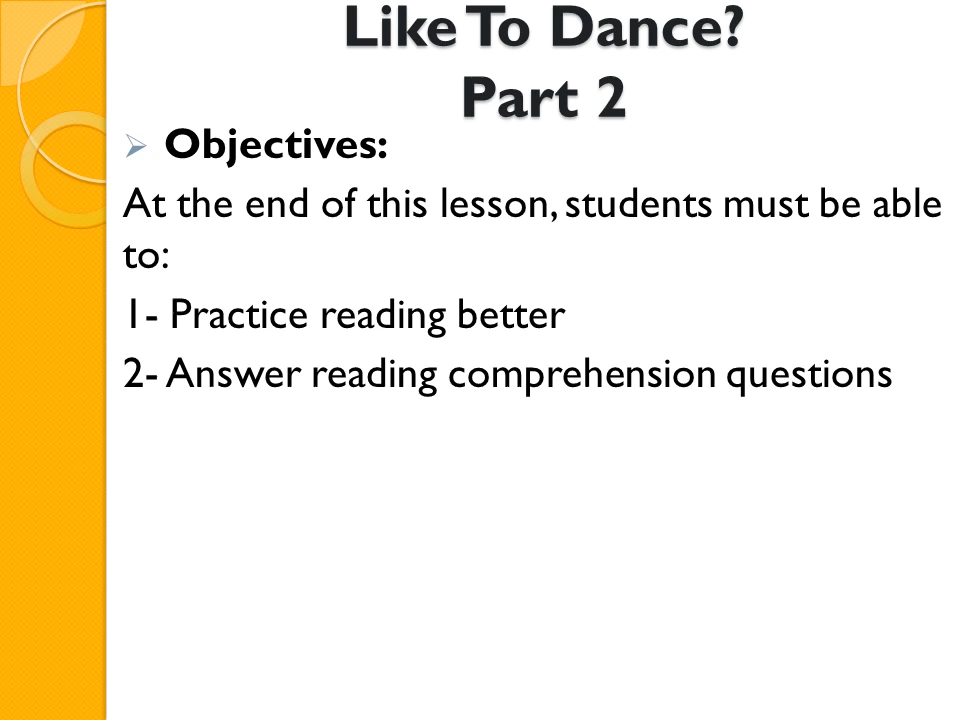 Like To Dance?
Part 2
Objectives:
At the end of this lesson, students must be able
to:
1- Practice reading better
2- Answer reading comprehension questions